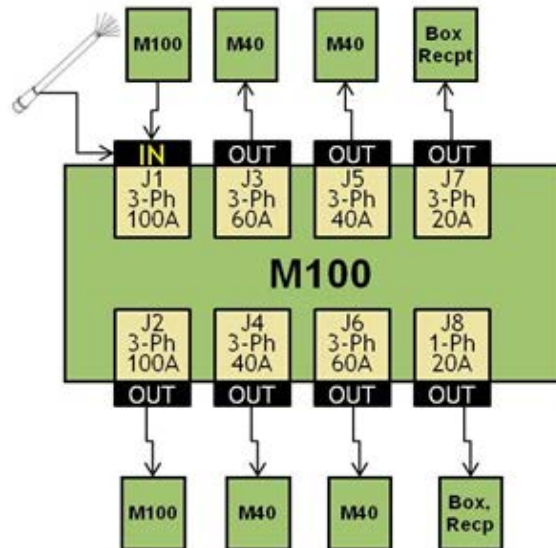 M100
M40
M40
Box
Recpt
IN
OUT
OUT
OUT
J1
3-Ph
100A
J3
3-Ph
60A
J5
3-Ph
40A
J7
3-Ph
20A
M100
J2
3-Ph
100A
J4
3-Ph
40A
J6
3-Ph
60A
J8
1-Ph
20A
OUT
OUT
OUT
OUT
M100
M40
M40
Box,
Recp